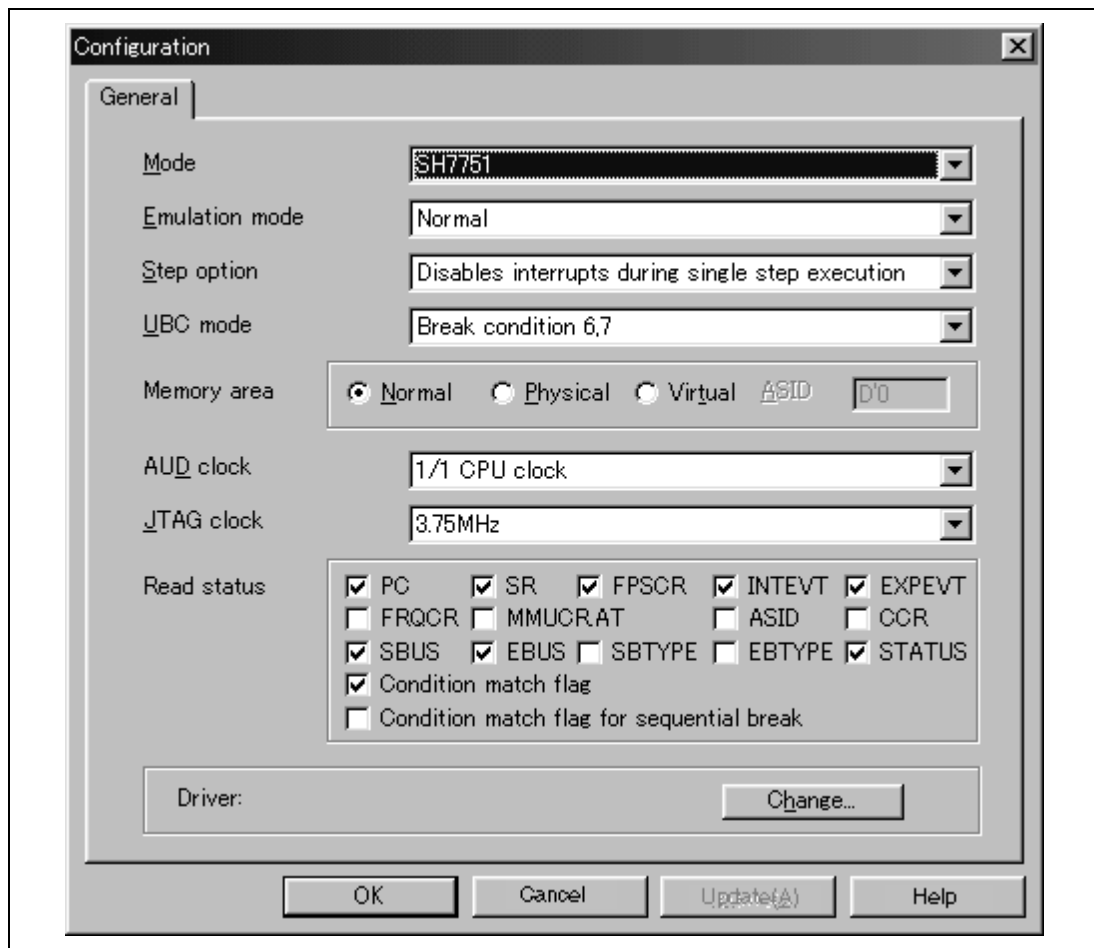 Configuration
General
Mode SH7751
Emulation mode Normal
Step option Disables interrupts during single step execution
UBC mode Break condition 6,7
Memory area Normal Physical Virtual ASID D'0
AUD clock 1/1 CPU clock
JTAG clock 3.75MHz
Read status PC SR FPSCR INTEVT EXPEVT
FRQCR MMUCR.AT ASID CCR
SBUS EBUS SBTYPE EBTYPE STATUS
Condition match flag
Condition match flag for sequential break
Driver: Change...
OK Cancel Update(A) Help